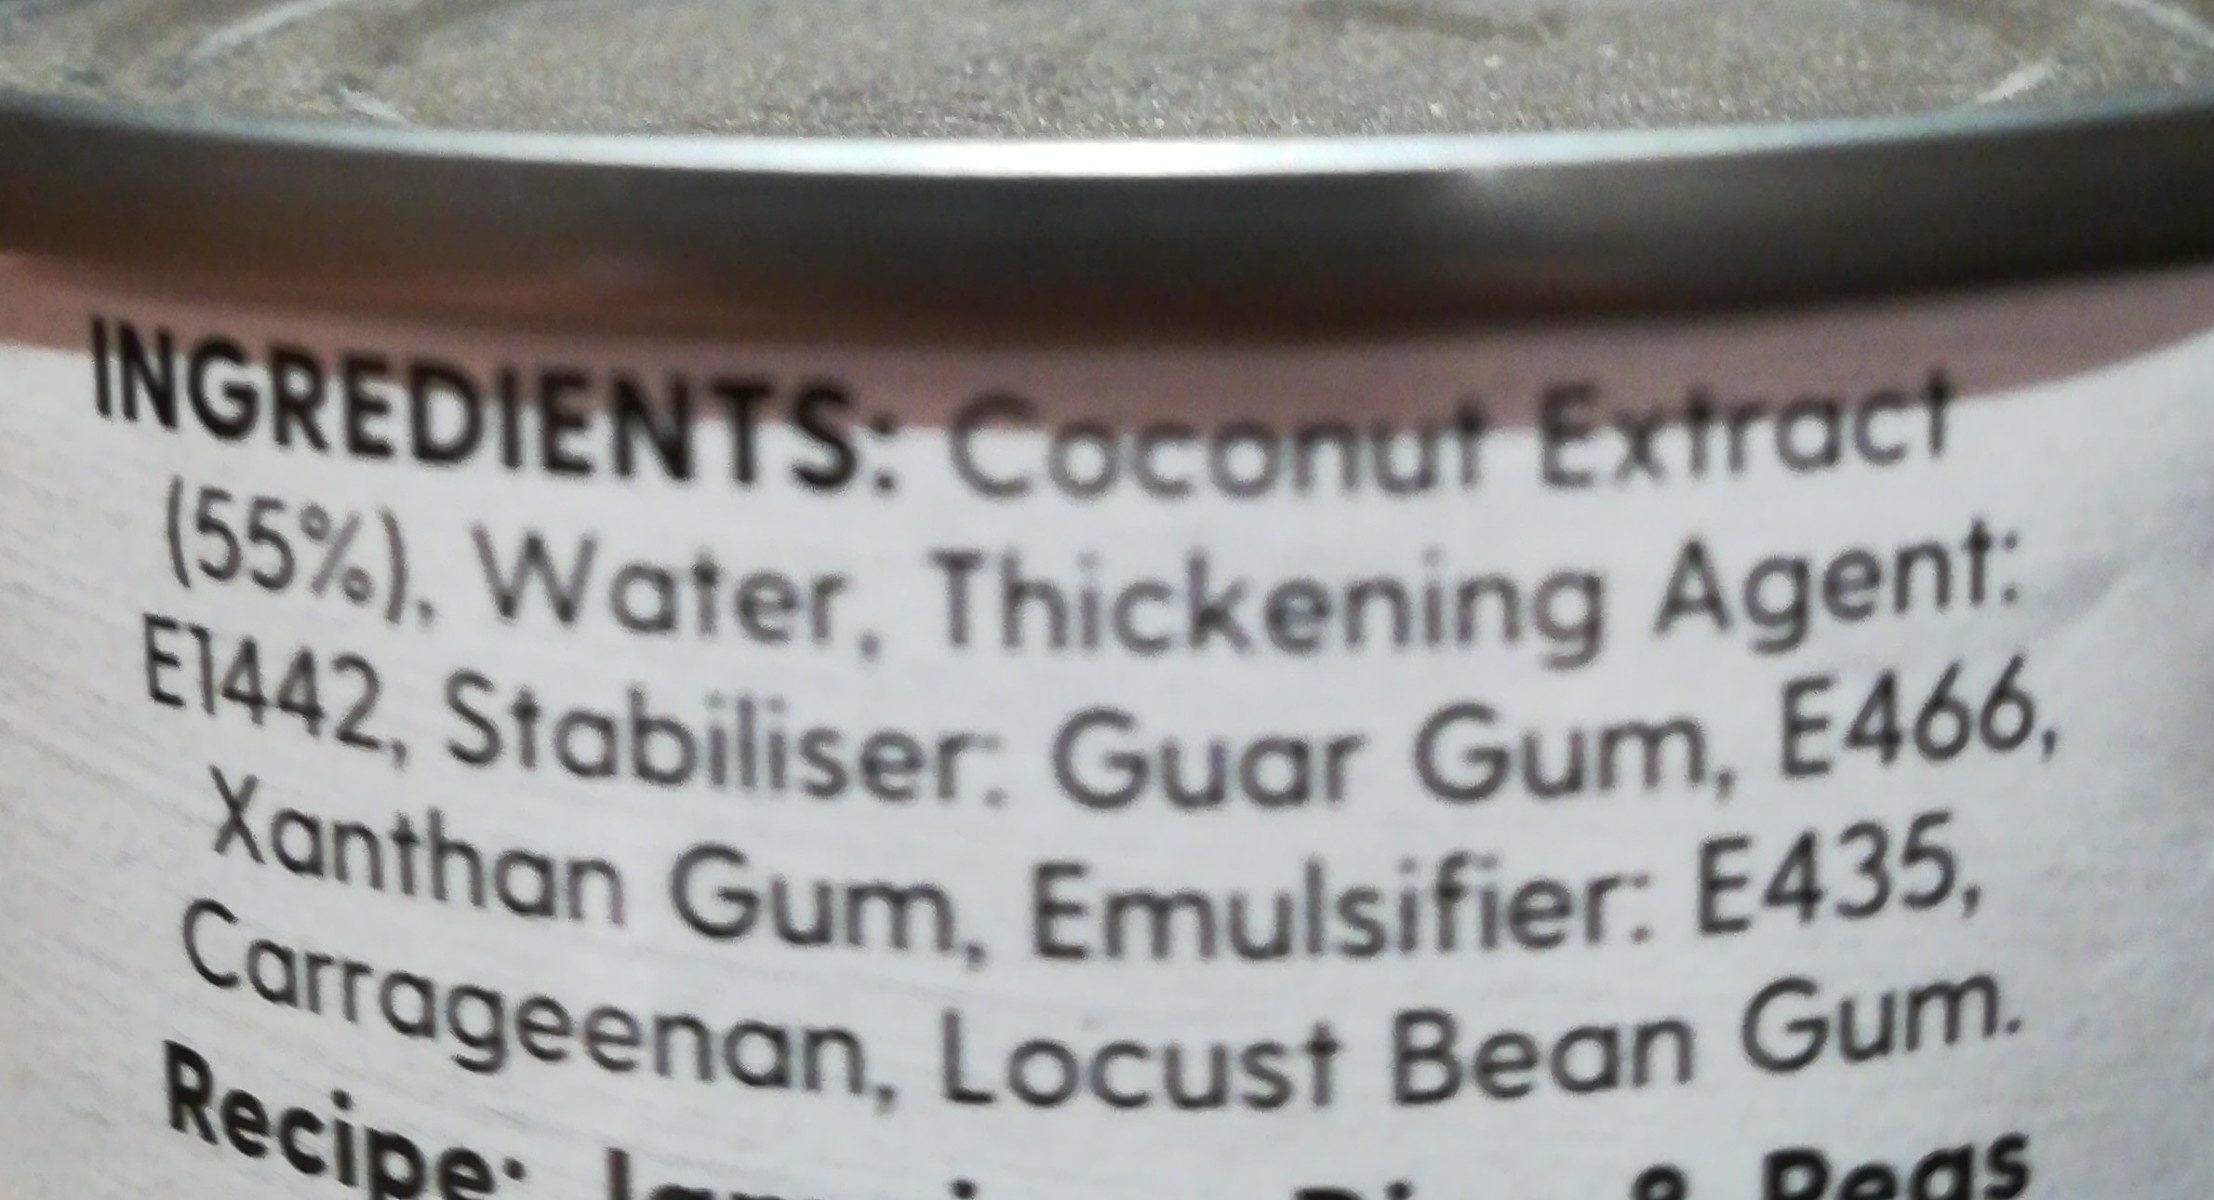 INGREDIENTS: Coconut Extract
(55%), Water, Thickening Agent:
E1442, Stabiliser: Guar Gum, E466,
Xanthan Gum, Emulsifier: E435,
Carrageenan, Locust Bean Gum.
Recipe: & Peas